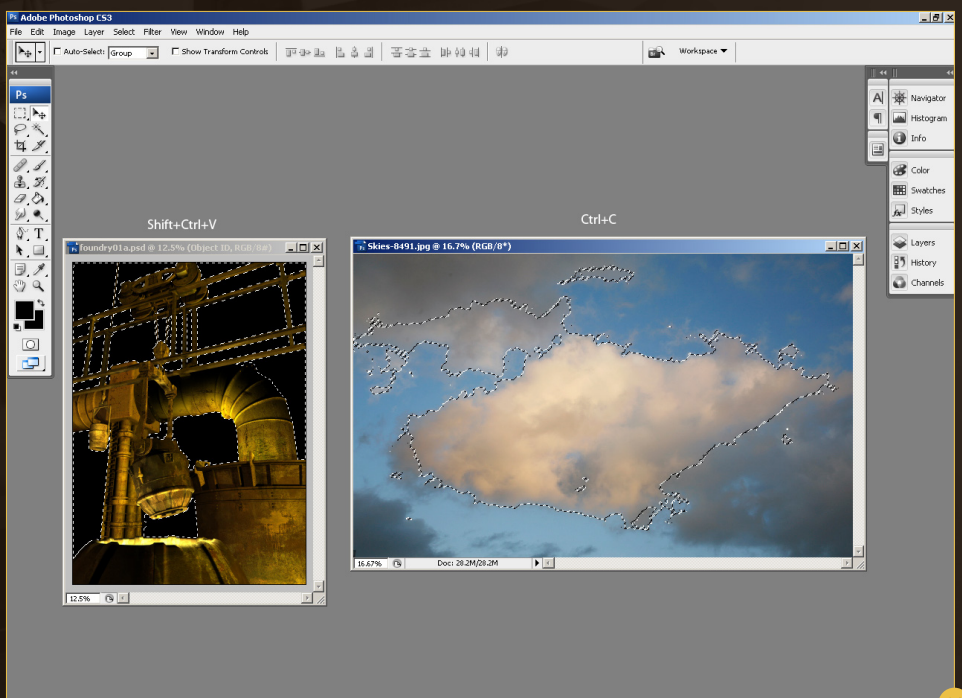 Ps Adobe Photoshop CS3
File Edit Image Layer Select Filter View Window Help
Auto-Select: Group Show Transform Controls Workspace
Ps
A
Navigator
Histogram
Info
Color
Swatches
Styles
Layers
History
Channels
T
Shift+Ctrl+V
Ctrl+C
foundry01a.psd @ 12.5% (Object ID, RGB/8#)
Skies-8491.jpg @ 16.7% (RGB/8*)
16.67% Doc: 28.2M/28.2M
12.5%